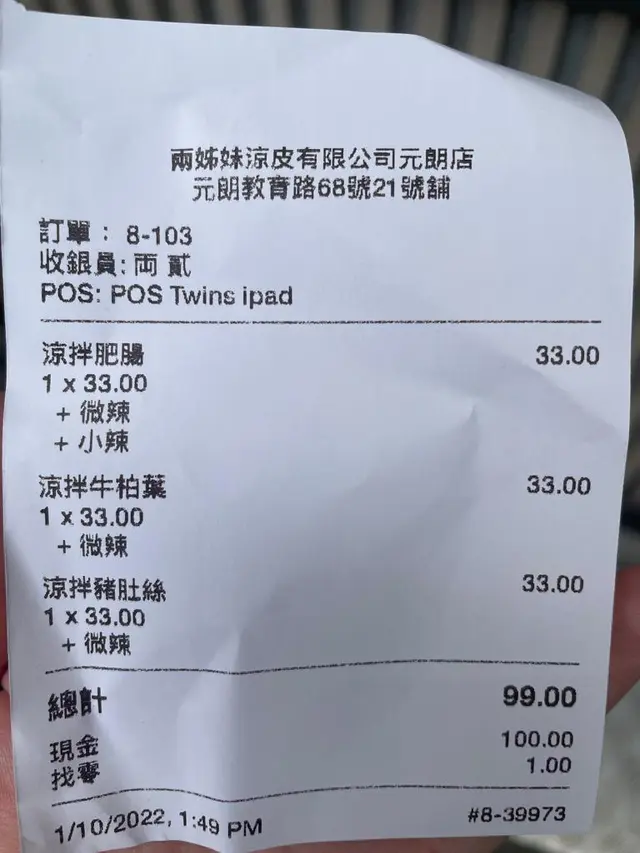 兩姊妹涼皮有限公司元朗店
元朗教育路68號21號舖
訂單： 8-103
收銀員: 両 貳
POS: POS Twins ipad
涼拌肥腸 33.00
1 x 33.00
+ 微辣
+ 小辣
涼拌牛柏葉 33.00
1 x 33.00
+ 微辣
涼拌豬肚絲 33.00
1 x 33.00
+ 微辣
總計 99.00
現金 100.00
找零 1.00
1/10/2022, 1:49 PM #8-39973